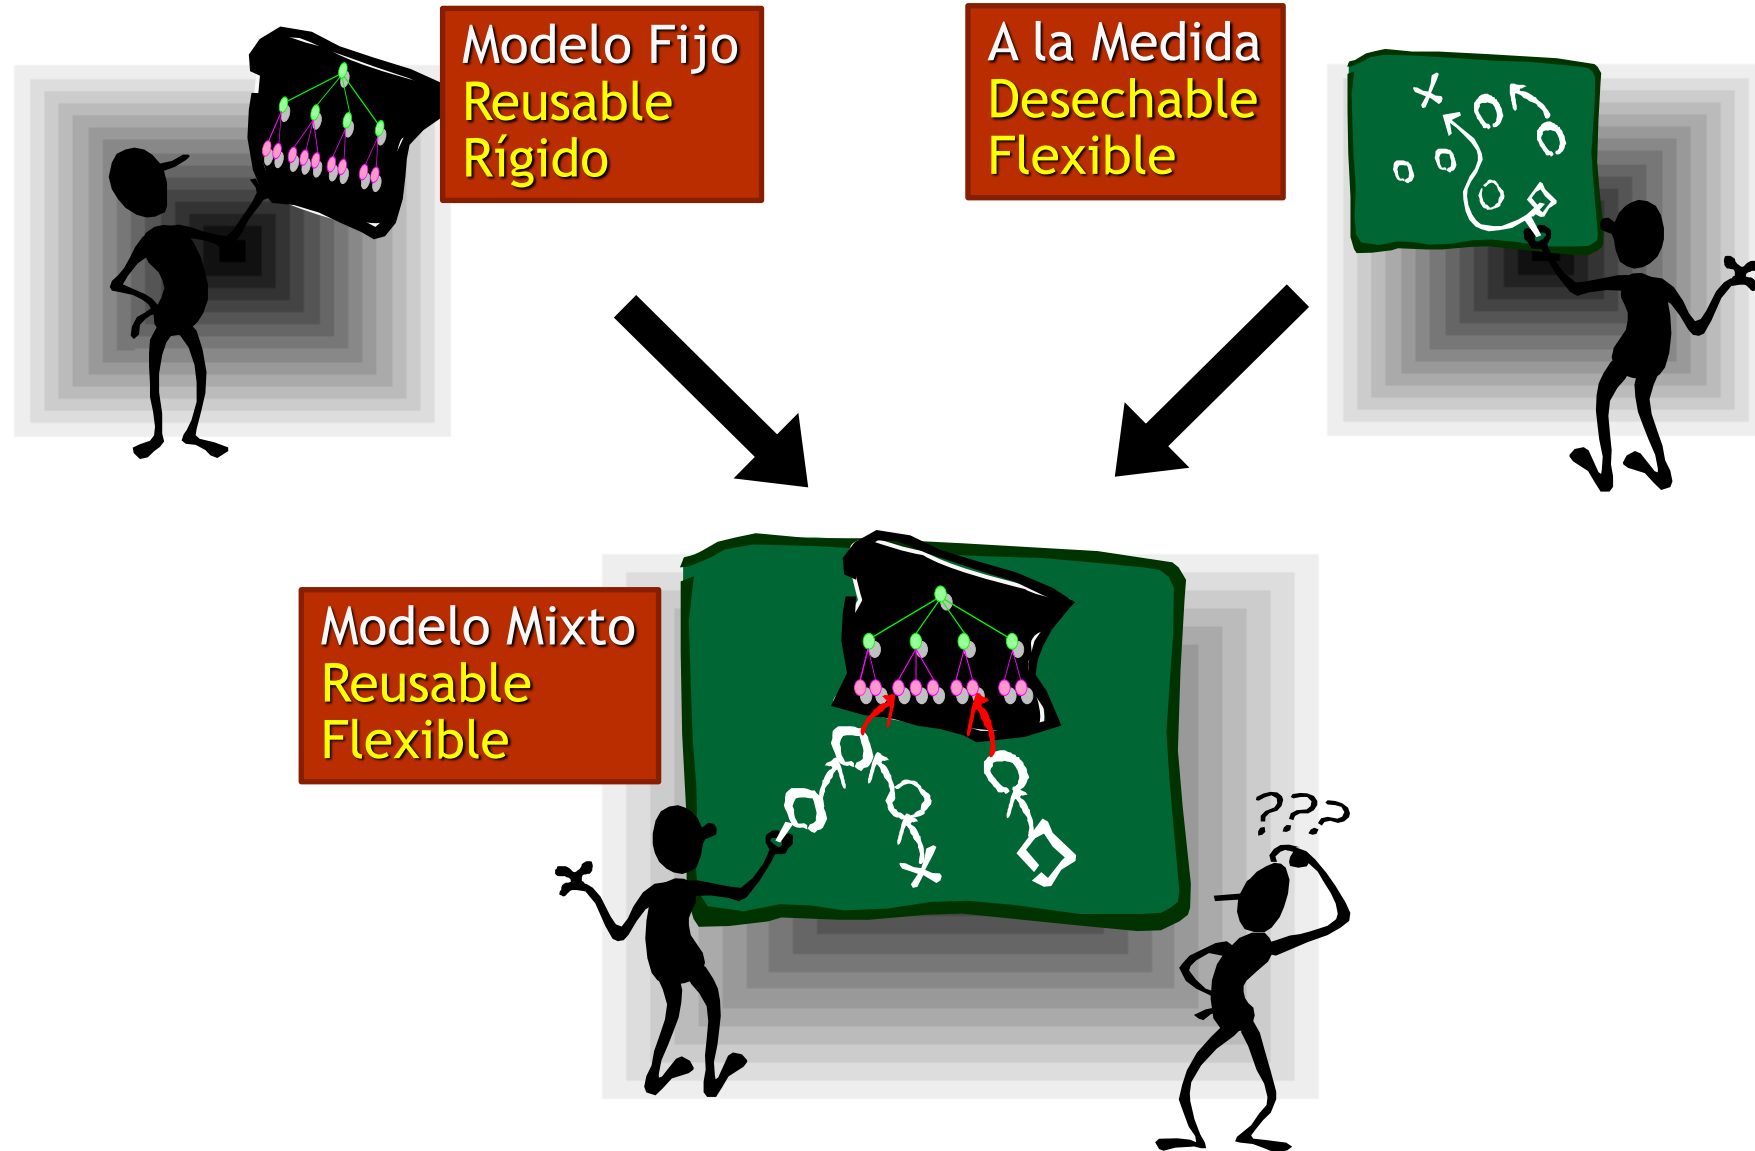 Modelo Fijo
Reusable
Rígido
A la Medida
Desechable
Flexible
Modelo Mixto
Reusable
Flexible
???